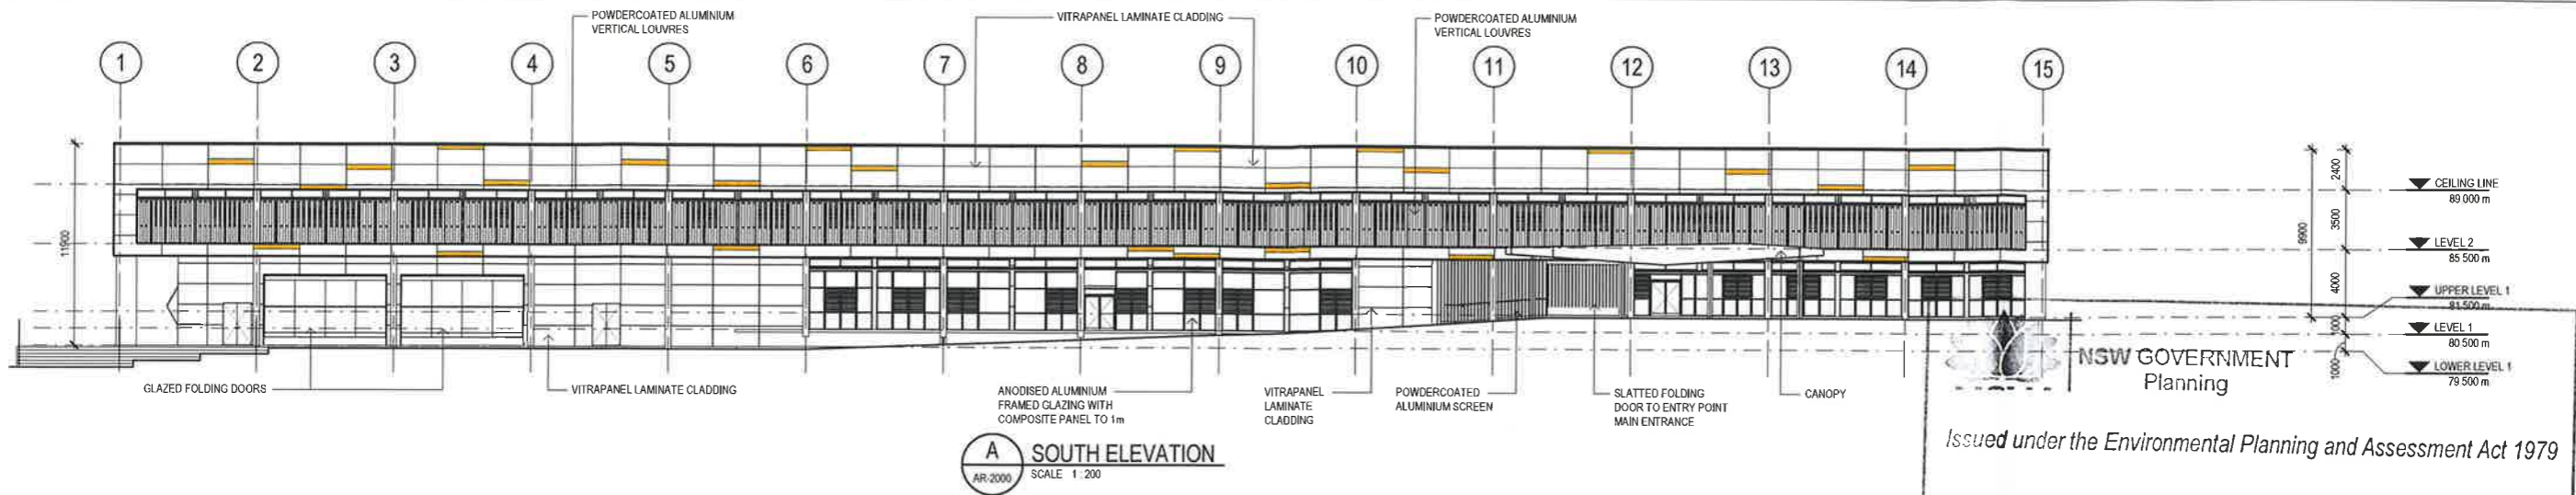 POWDERCOATED ALUMINIUM
VERTICAL LOUVRES
VITRAPANEL LAMINATE CLADDING
POWDERCOATED ALUMINIUM
VERTICAL LOUVRES
1
2
3
4
5
6
7
8
9
10
11
12
13
14
15
11900
9900
2400
3500
4000
1000
1000
CEILING LINE
89 000 m
LEVEL 2
85 500 m
UPPER LEVEL 1
81 500 m
LEVEL 1
80 500 m
LOWER LEVEL 1
79 500 m
GLAZED FOLDING DOORS
VITRAPANEL LAMINATE CLADDING
ANODISED ALUMINIUM
FRAMED GLAZING WITH
COMPOSITE PANEL TO 1m
VITRAPANEL
LAMINATE
CLADDING
POWDERCOATED
ALUMINIUM SCREEN
SLATTED FOLDING
DOOR TO ENTRY POINT
MAIN ENTRANCE
CANOPY
A
AR-2000
SOUTH ELEVATION
SCALE 1 : 200
NSW GOVERNMENT
Planning
Issued under the Environmental Planning and Assessment Act 1979